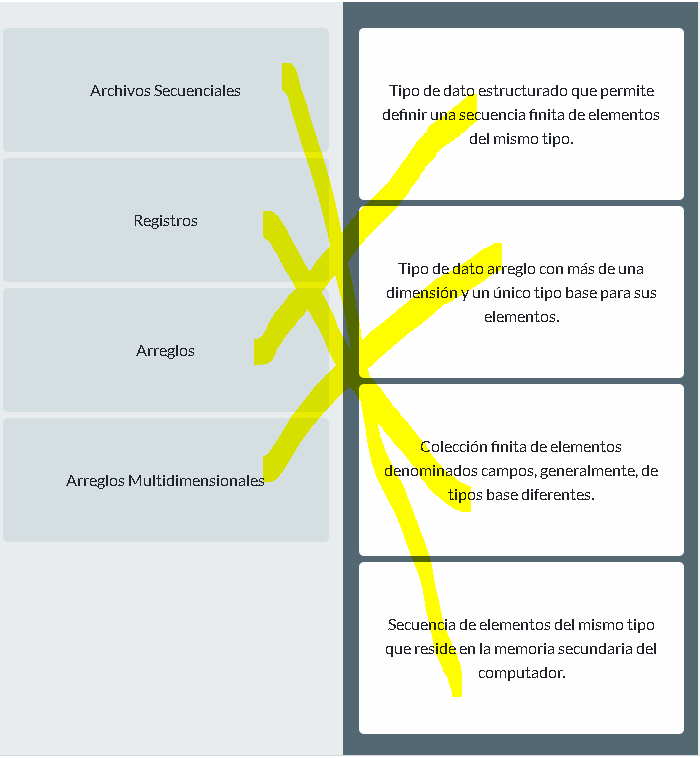 Archivos Secuenciales
Registros
Arreglos
Arreglos Multidimensionales
Tipo de dato estructurado que permite
definir una secuencia finita de elementos
del mismo tipo.
Tipo de dato arreglo con más de una
dimensión y un único tipo base para sus
elementos.
Colección finita de elementos
denominados campos, generalmente, de
tipos base diferentes.
Secuencia de elementos del mismo tipo
que reside en la memoria secundaria del
computador.